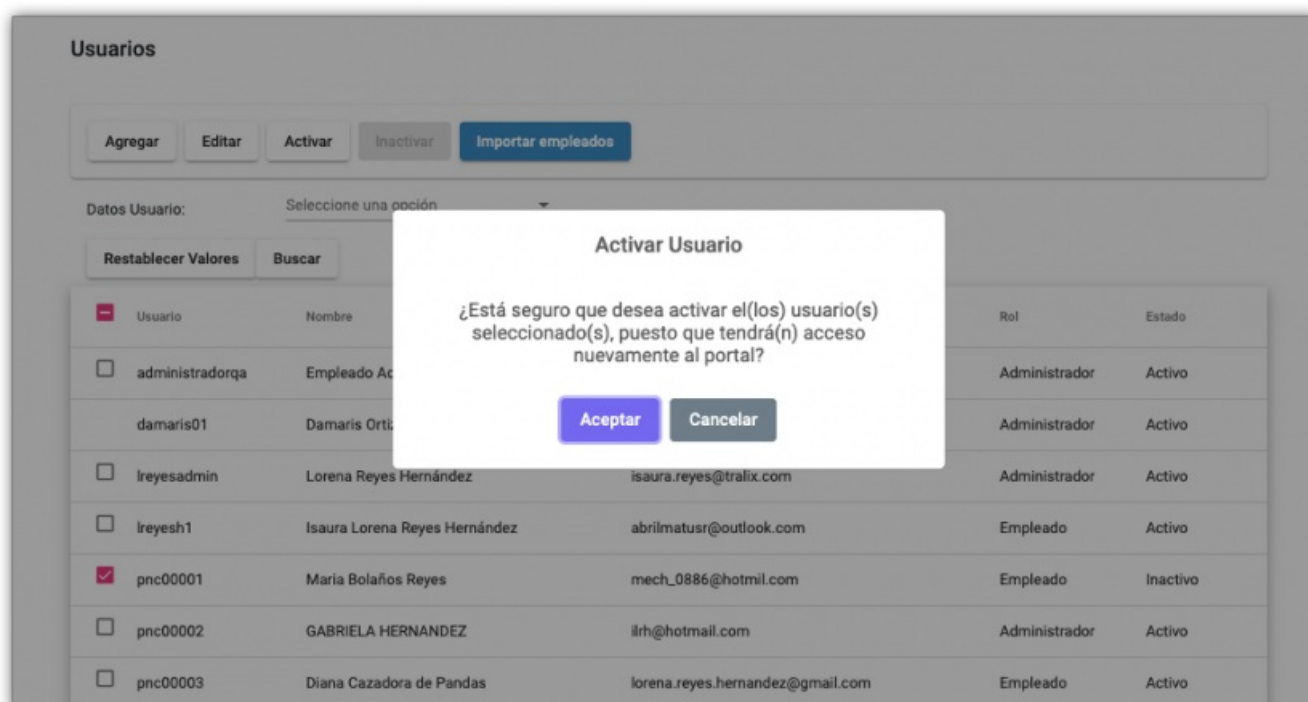 Usuarios
Agregar Editar Activar Inactivar Importar empleados
Datos Usuario: Seleccione una poción
Restablecer Valores Buscar
Activar Usuario
¿Está seguro que desea activar el(los) usuario(s)
seleccionado(s), puesto que tendrá(n) acceso
nuevamente al portal?
Aceptar Cancelar
Usuario Nombre Rol Estado
administradorqa Empleado Administrador Activo
damaris01 Damaris Administrador Activo
lreyesadmin Lorena Reyes Hernández isaura.reyes@tralix.com Administrador Activo
lreyesh1 Isaura Lorena Reyes Hernández abrilmatusr@outlook.com Empleado Activo
pnc00001 Maria Bolaños Reyes mech_0886@hotmil.com Empleado Inactivo
pnc00002 GABRIELA HERNANDEZ ilrh@hotmail.com Administrador Activo
pnc00003 Diana Cazadora de Pandas lorena.reyes.hernandez@gmail.com Empleado Activo